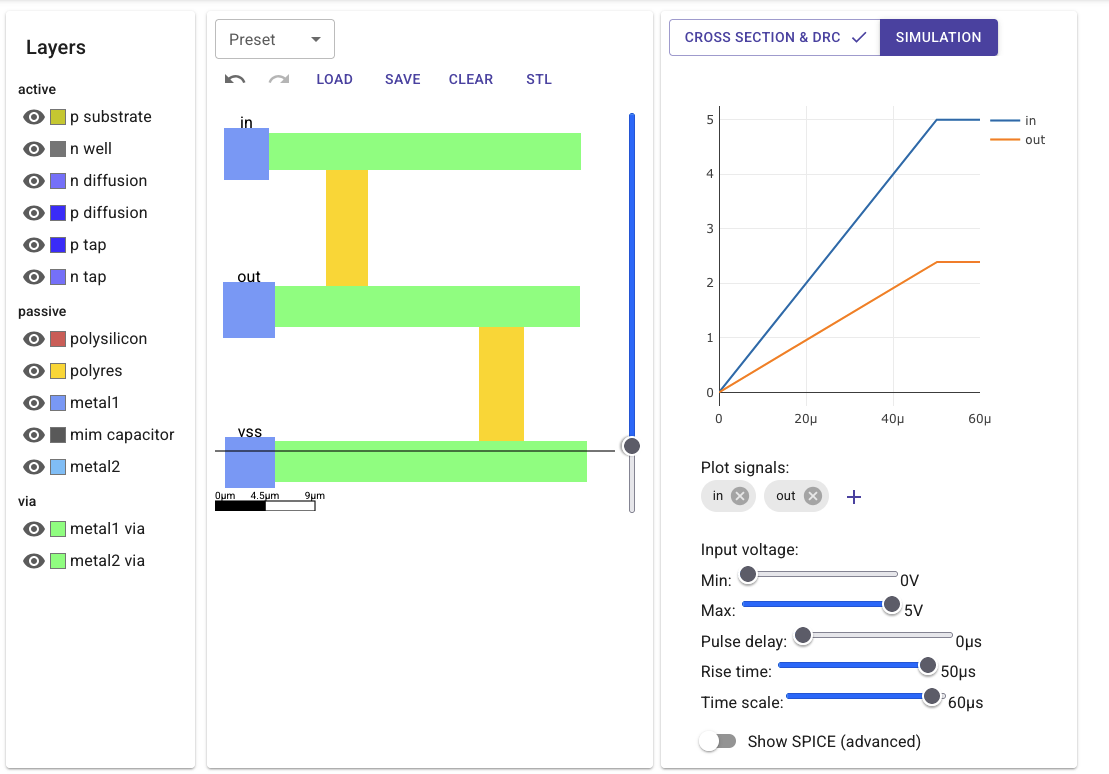 Layers
active
p substrate
n well
n diffusion
p diffusion
p tap
n tap
passive
polysilicon
polyres
metal1
mim capacitor
metal2
via
metal1 via
metal2 via
Preset
LOAD SAVE CLEAR STL
in
out
vss
0μm 4.5μm 9μm
CROSS SECTION & DRC SIMULATION
5
4
3
2
1
0
0 20μ 40μ 60μ
in
out
Plot signals:
in out +
Input voltage:
Min: 0V
Max: 5V
Pulse delay: 0μs
Rise time: 50μs
Time scale: 60μs
Show SPICE (advanced)